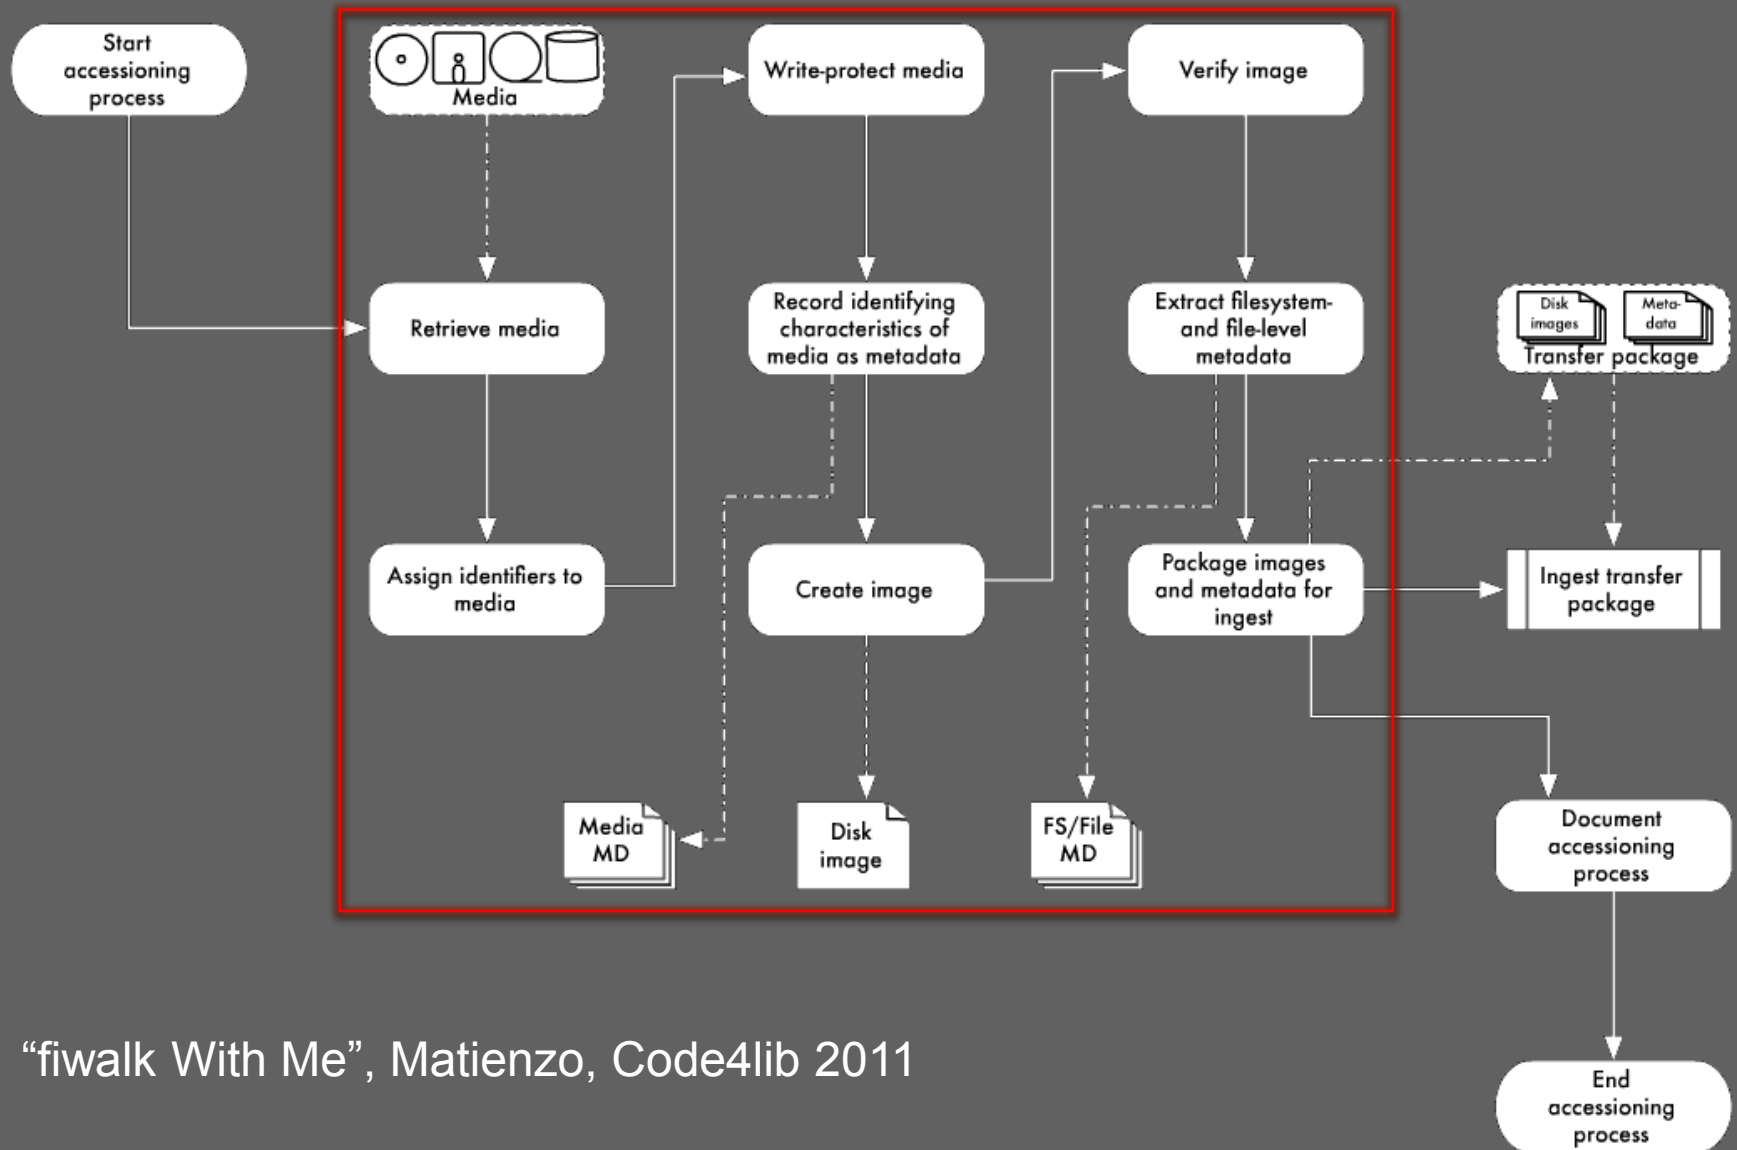 Start
accessioning
process
Media
Retrieve media
Assign identifiers to
media
Write-protect media
Record identifying
characteristics of
media as metadata
Create image
Media
MD
Disk
image
Verify image
Extract filesystem-
and file-level
metadata
Package images
and metadata for
ingest
FS/File
MD
Disk
images
Meta-
data
Transfer package
Ingest transfer
package
Document
accessioning
process
End
accessioning
process
“fiwalk With Me”, Matienzo, Code4lib 2011